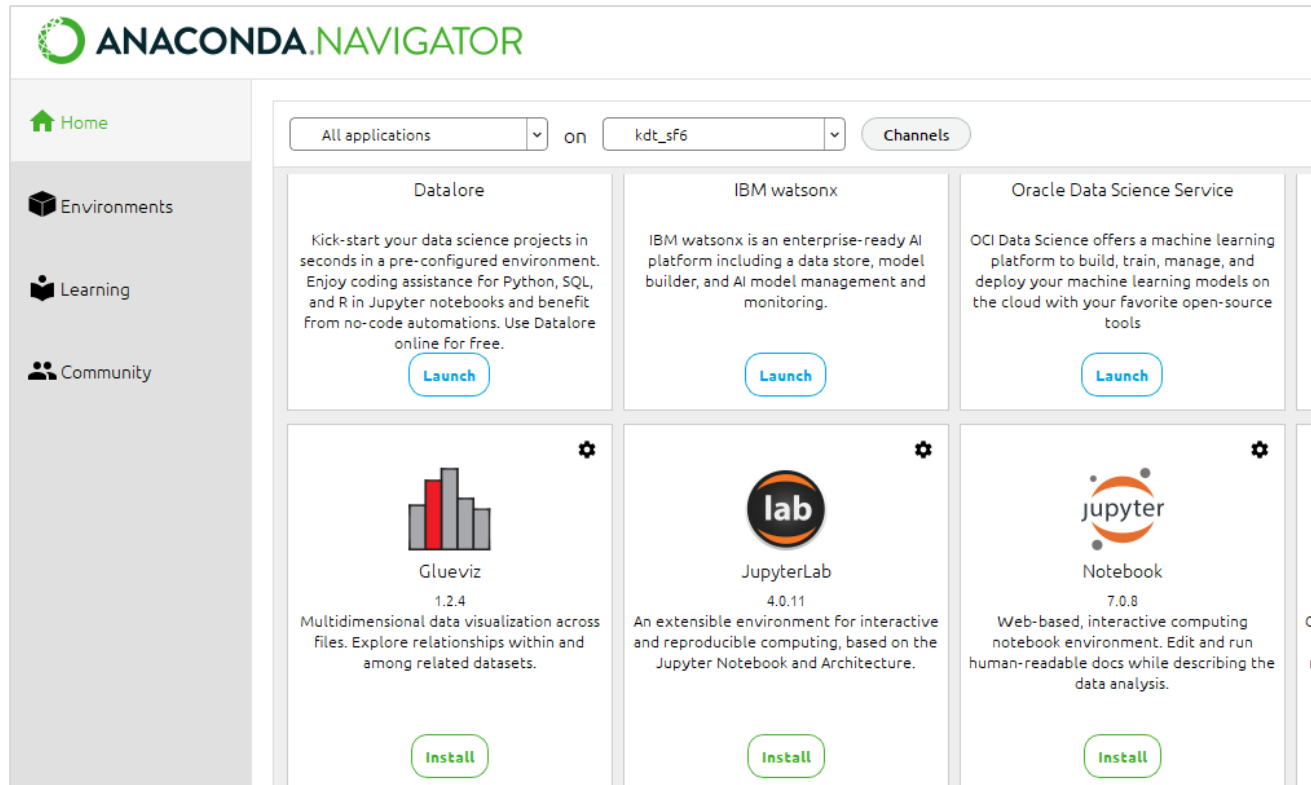 ANACONDA.NAVIGATOR
Home
Environments
Learning
Community
All applications
on
kdt_sf6
Channels
Datalore
Kick-start your data science projects in
seconds in a pre-configured environment.
Enjoy coding assistance for Python, SQL,
and R in Jupyter notebooks and benefit
from no-code automations. Use Datalore
online for free.
Launch
IBM watsonx
IBM watsonx is an enterprise-ready AI
platform including a data store, model
builder, and AI model management and
monitoring.
Launch
Oracle Data Science Service
OCI Data Science offers a machine learning
platform to build, train, manage, and
deploy your machine learning models on
the cloud with your favorite open-source
tools
Launch
Glueviz
1.2.4
Multidimensional data visualization across
files. Explore relationships within and
among related datasets.
Install
lab
JupyterLab
4.0.11
An extensible environment for interactive
and reproducible computing, based on the
Jupyter Notebook and Architecture.
Install
jupyter
Notebook
7.0.8
Web-based, interactive computing
notebook environment. Edit and run
human-readable docs while describing the
data analysis.
Install